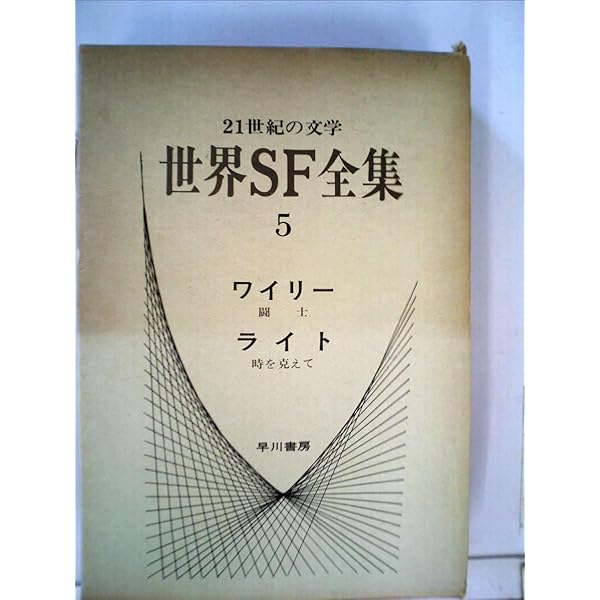 21世紀の文学
世界SF全集
5
ワイリー
闘 士
ライト
時を克えて
早川書房